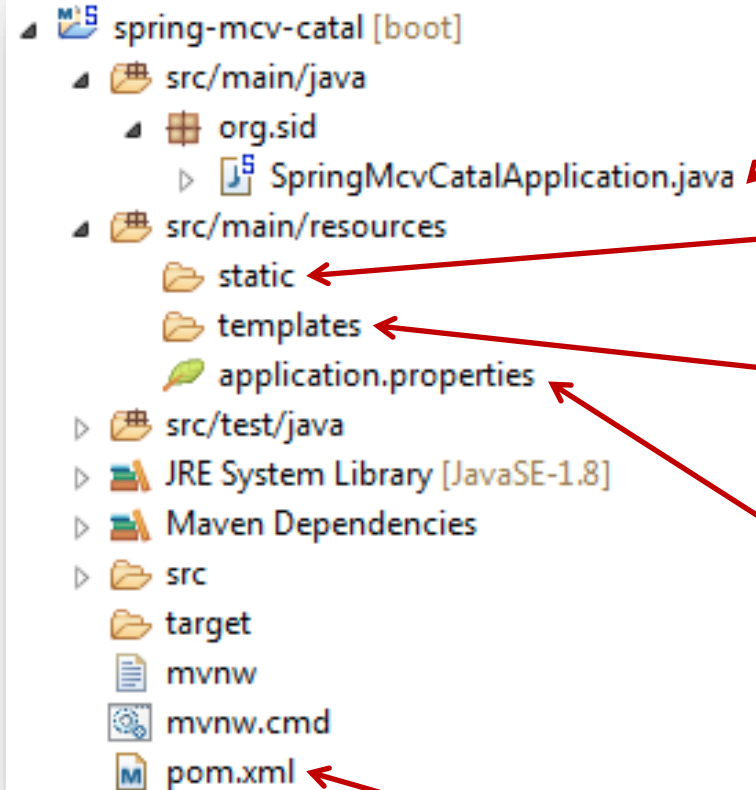 spring-mcv-catal [boot]
src/main/java
org.sid
SpringMcvCatalApplication.java
src/main/resources
static
templates
application.properties
src/test/java
JRE System Library [JavaSE-1.8]
Maven Dependencies
src
target
mvnw
mvnw.cmd
pom.xml